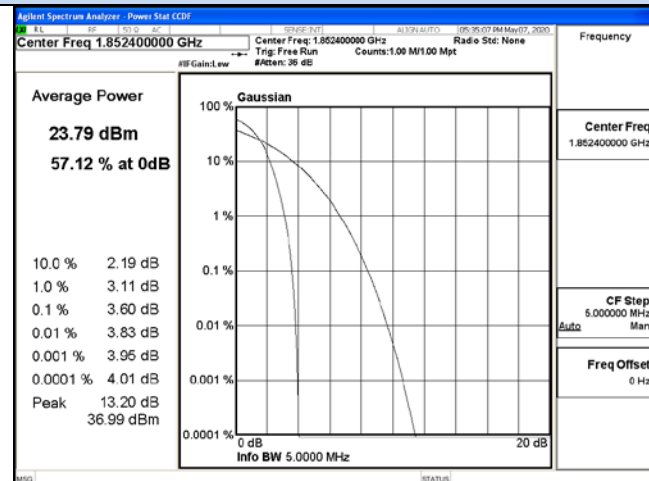 Agilent Spectrum Analyzer - Power Stat CCDF
RL RF 50 Ω AC SENSE:INT ALIGN AUTO 05:35:07 PM May 07, 2020
Center Freq 1.852400000 GHz
Center Freq: 1.852400000 GHz Radio Std: None
Trig: Free Run Counts:1.00 M/1.00 Mpt
#IFGain:Low #Atten: 36 dB
Frequency
Average Power
23.79 dBm
57.12 % at 0dB
10.0 % 2.19 dB
1.0 % 3.11 dB
0.1 % 3.60 dB
0.01 % 3.83 dB
0.001 % 3.95 dB
0.0001 % 4.01 dB
Peak 13.20 dB
36.99 dBm
Gaussian
100 %
10 %
1 %
0.1 %
0.01 %
0.001 %
0.0001 %
0 dB 20 dB
Info BW 5.0000 MHz
Center Freq
1.852400000 GHz
CF Step
5.000000 MHz
Auto Man
Freq Offset
0 Hz
MSG STATUS